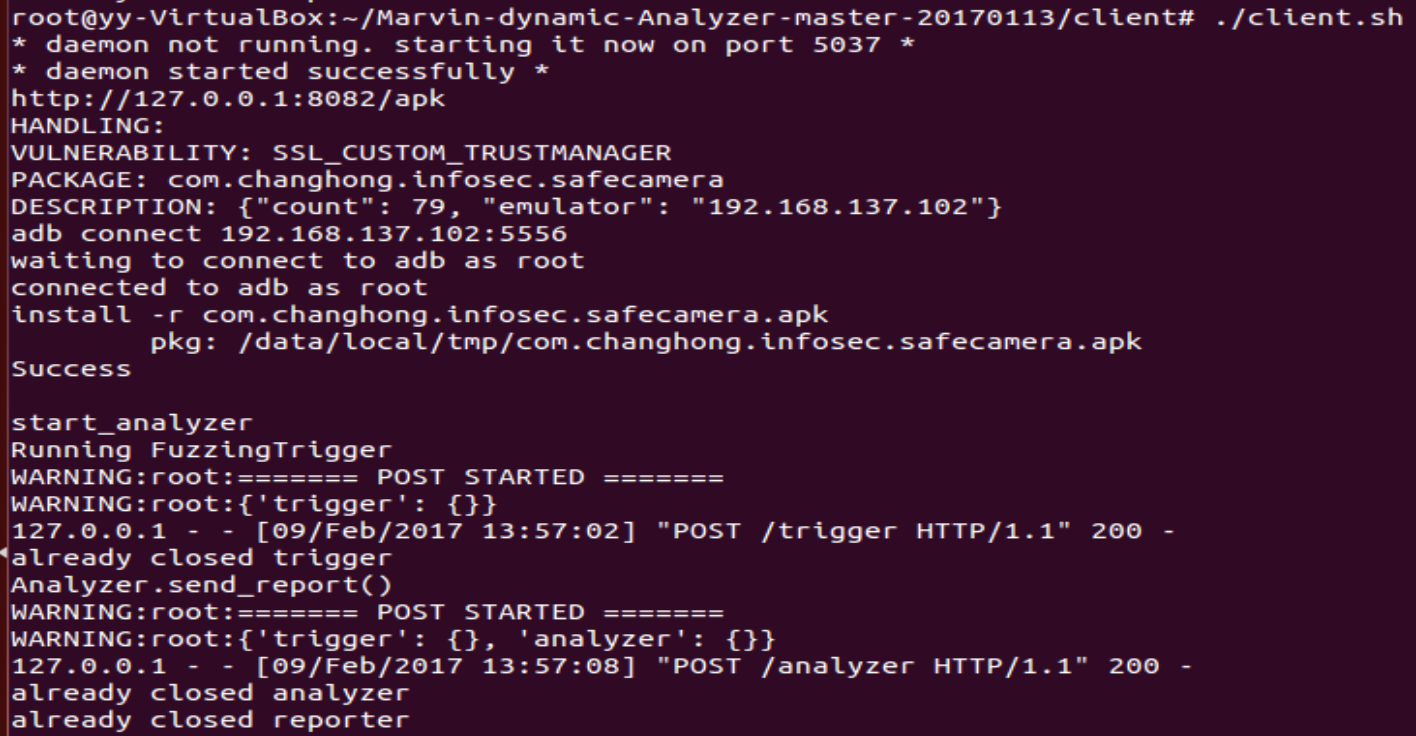 root@yy-VirtualBox:~/Marvin-dynamic-Analyzer-master-20170113/client# ./client.sh
* daemon not running. starting it now on port 5037 *
* daemon started successfully *
http://127.0.0.1:8082/apk
HANDLING:
VULNERABILITY: SSL_CUSTOM_TRUSTMANAGER
PACKAGE: com.changhong.infosec.safecamera
DESCRIPTION: {"count": 79, "emulator": "192.168.137.102"}
adb connect 192.168.137.102:5556
waiting to connect to adb as root
connected to adb as root
install -r com.changhong.infosec.safecamera.apk
        pkg: /data/local/tmp/com.changhong.infosec.safecamera.apk
Success

start_analyzer
Running FuzzingTrigger
WARNING:root:======= POST STARTED =======
WARNING:root:{'trigger': {}}
127.0.0.1 - - [09/Feb/2017 13:57:02] "POST /trigger HTTP/1.1" 200 -
already closed trigger
Analyzer.send_report()
WARNING:root:======= POST STARTED =======
WARNING:root:{'trigger': {}, 'analyzer': {}}
127.0.0.1 - - [09/Feb/2017 13:57:08] "POST /analyzer HTTP/1.1" 200 -
already closed analyzer
already closed reporter